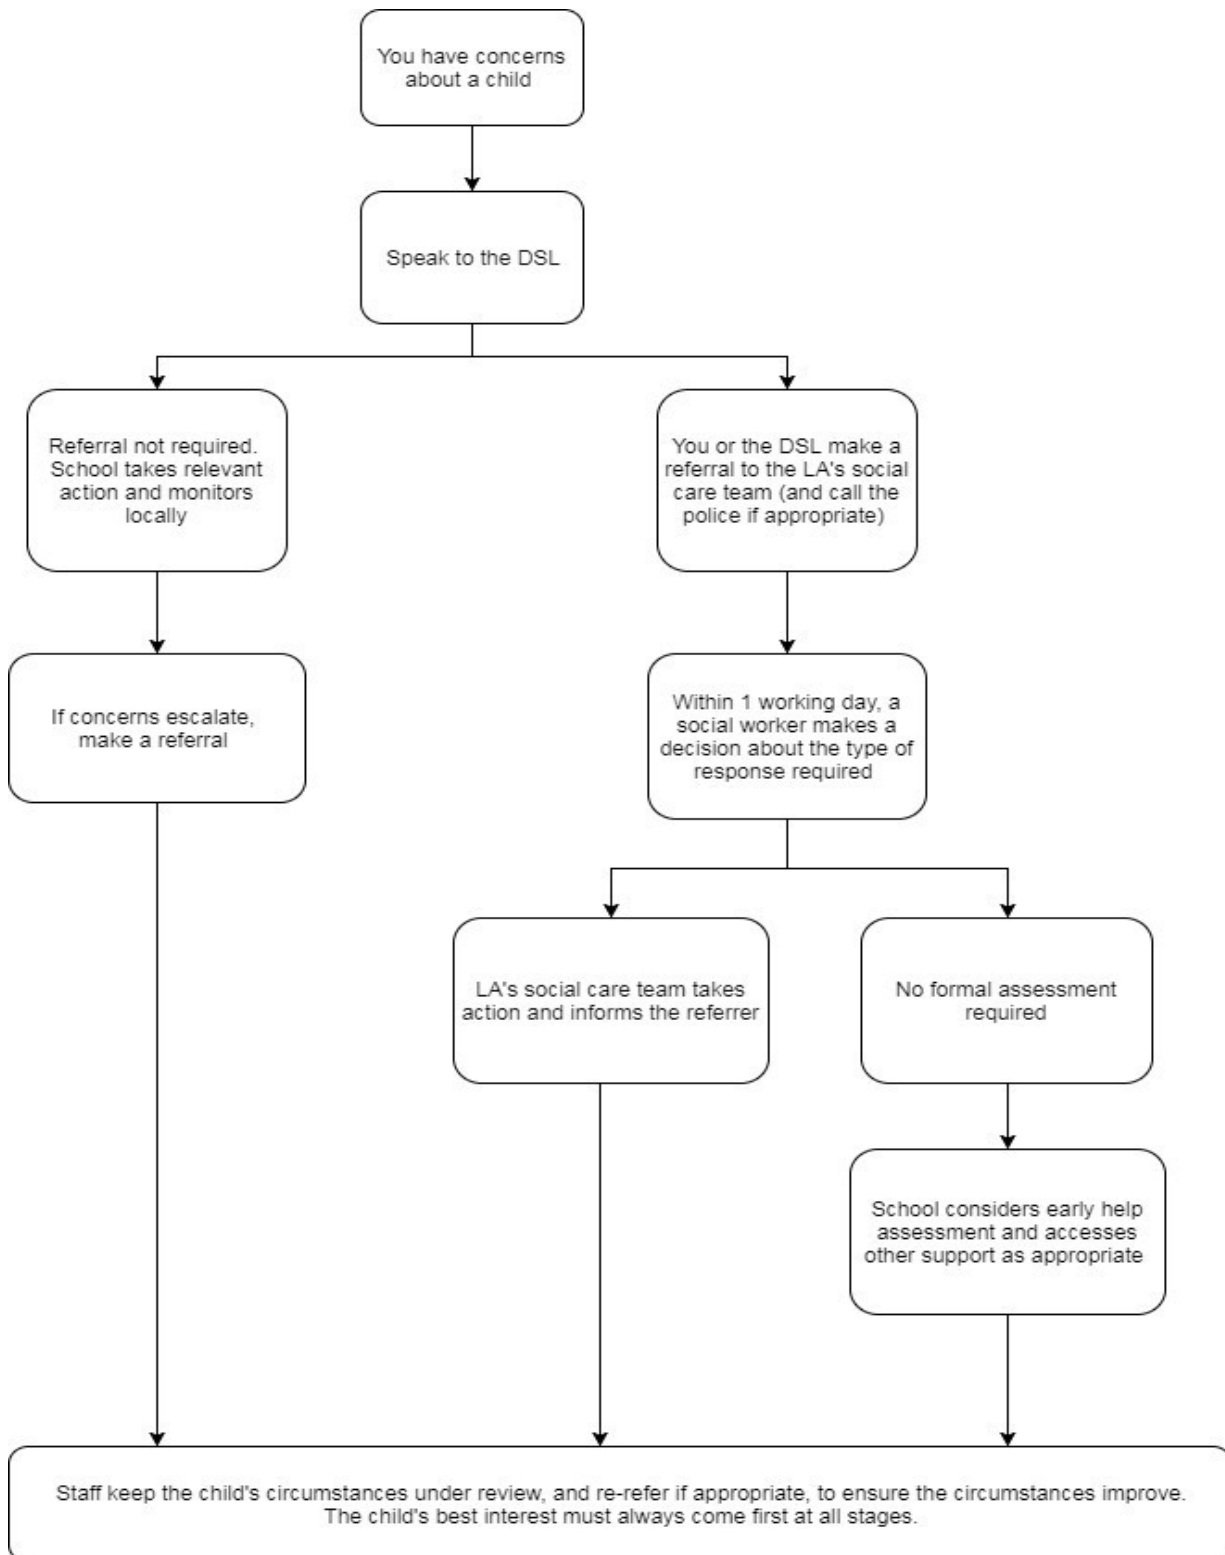 You have concerns
about a child
Speak to the DSL
Referral not required.
School takes relevant
action and monitors
locally
You or the DSL make a
referral to the LA's social
care team (and call the
police if appropriate)
If concerns escalate,
make a referral
Within 1 working day, a
social worker makes a
decision about the type of
response required
LA's social care team takes
action and informs the referrer
No formal assessment
required
School considers early help
assessment and accesses
other support as appropriate
Staff keep the child's circumstances under review, and re-refer if appropriate, to ensure the circumstances improve.
The child's best interest must always come first at all stages.